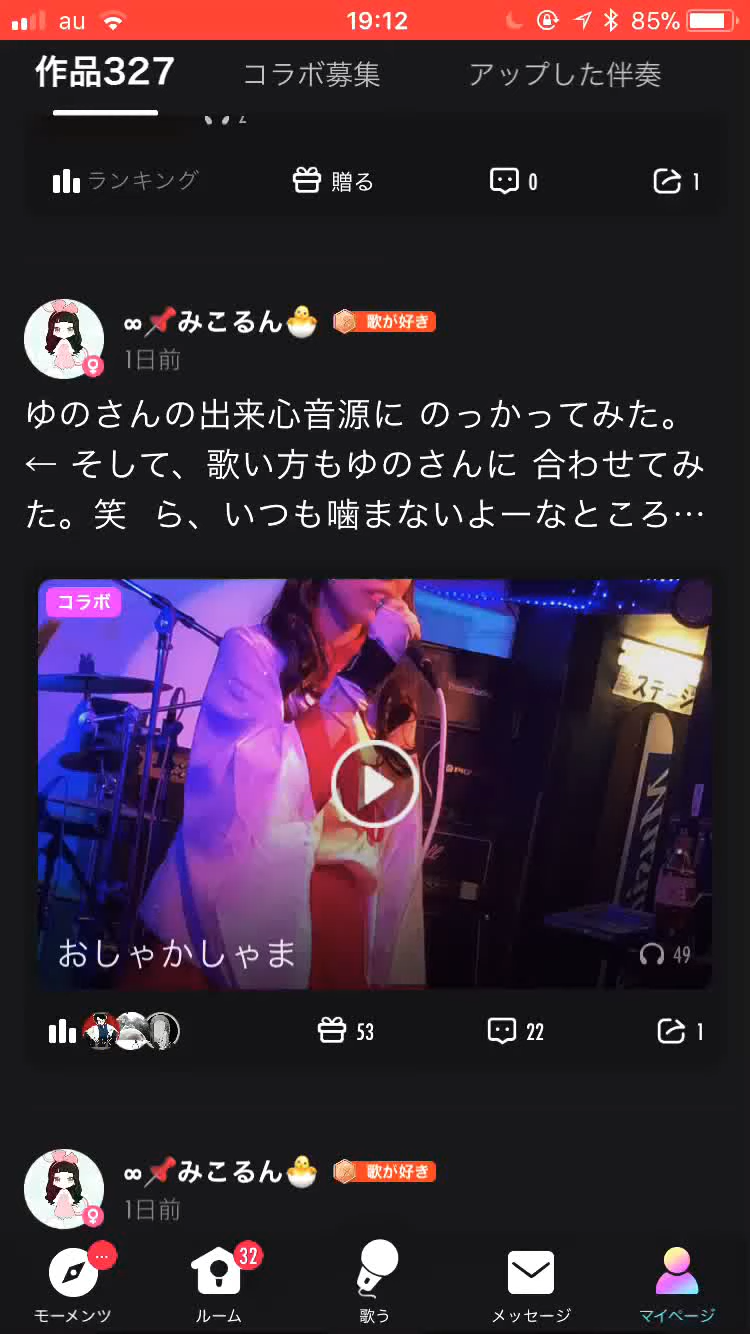 au 19:12 85%
作品327 コラボ募集 アップした伴奏
ランキング 贈る 0 1
∞📌みこるん🐣 歌が好き
1日前
ゆのさんの出来心音源に のっかってみた。
← そして、歌い方もゆのさんに 合わせてみ
た。笑 ら、いつも噛まないよーなところ…
コラボ
ステージ
おしゃかしゃま 49
53 22 1
∞📌みこるん🐣 歌が好き
1日前
32
モーメンツ ルーム 歌う メッセージ マイページ